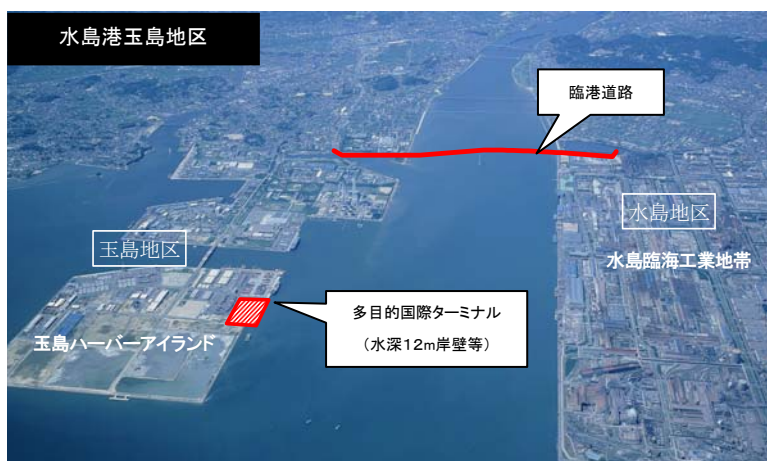 水島港玉島地区
臨港道路
水島地区
玉島地区
水島臨海工業地帯
多目的国際ターミナル
(水深12m岸壁等)
玉島ハーバーアイランド